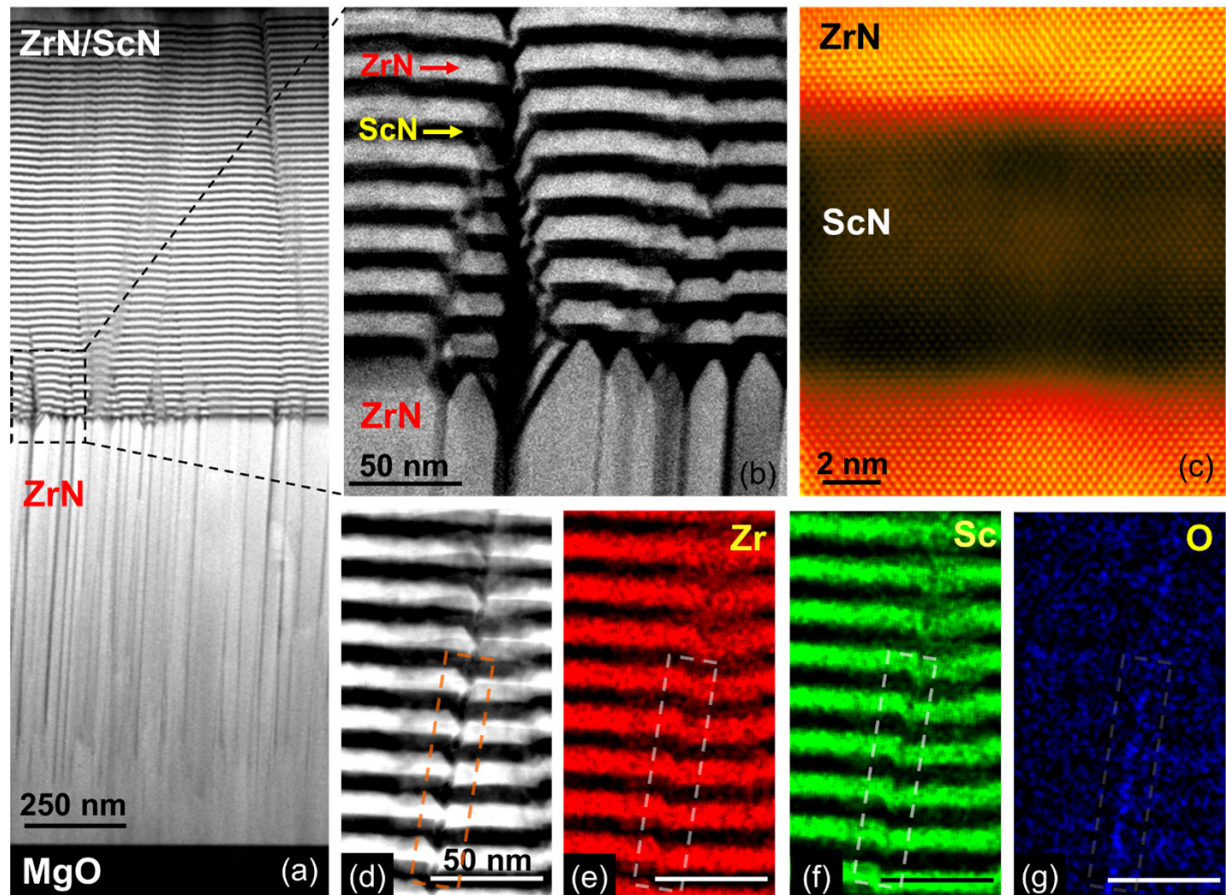 ZrN/ScN
ZrN
250 nm
MgO
(a)
ZrN
ScN
ZrN
50 nm
(b)
ZrN
ScN
2 nm
(c)
(d)
50 nm
Zr
(e)
Sc
(f)
O
(g)